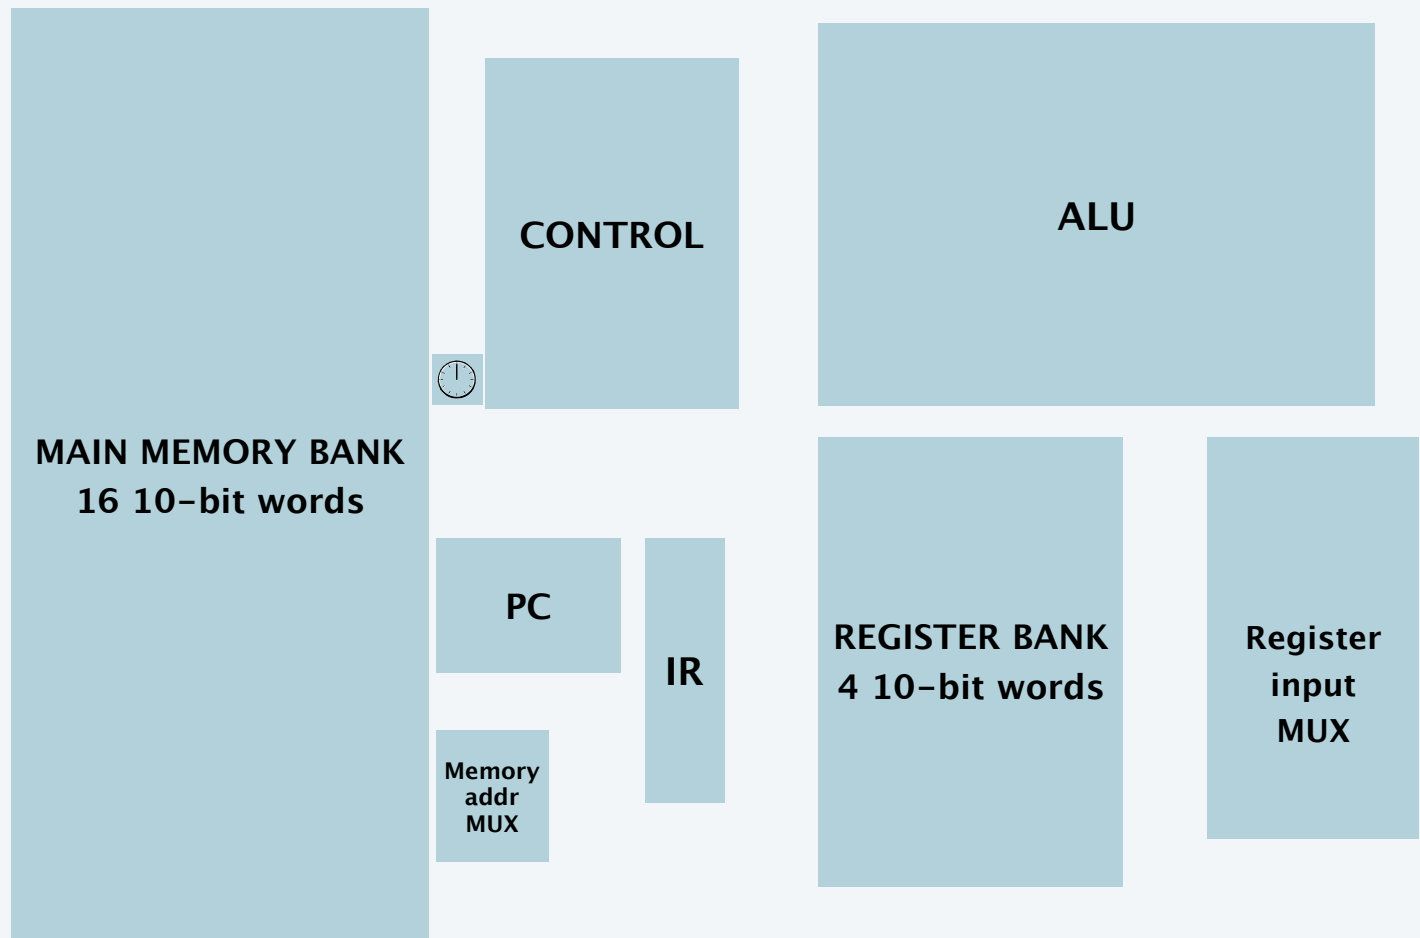 MAIN MEMORY BANK
16 10-bit words
CONTROL
ALU
PC
IR
Memory
addr
MUX
REGISTER BANK
4 10-bit words
Register
input
MUX